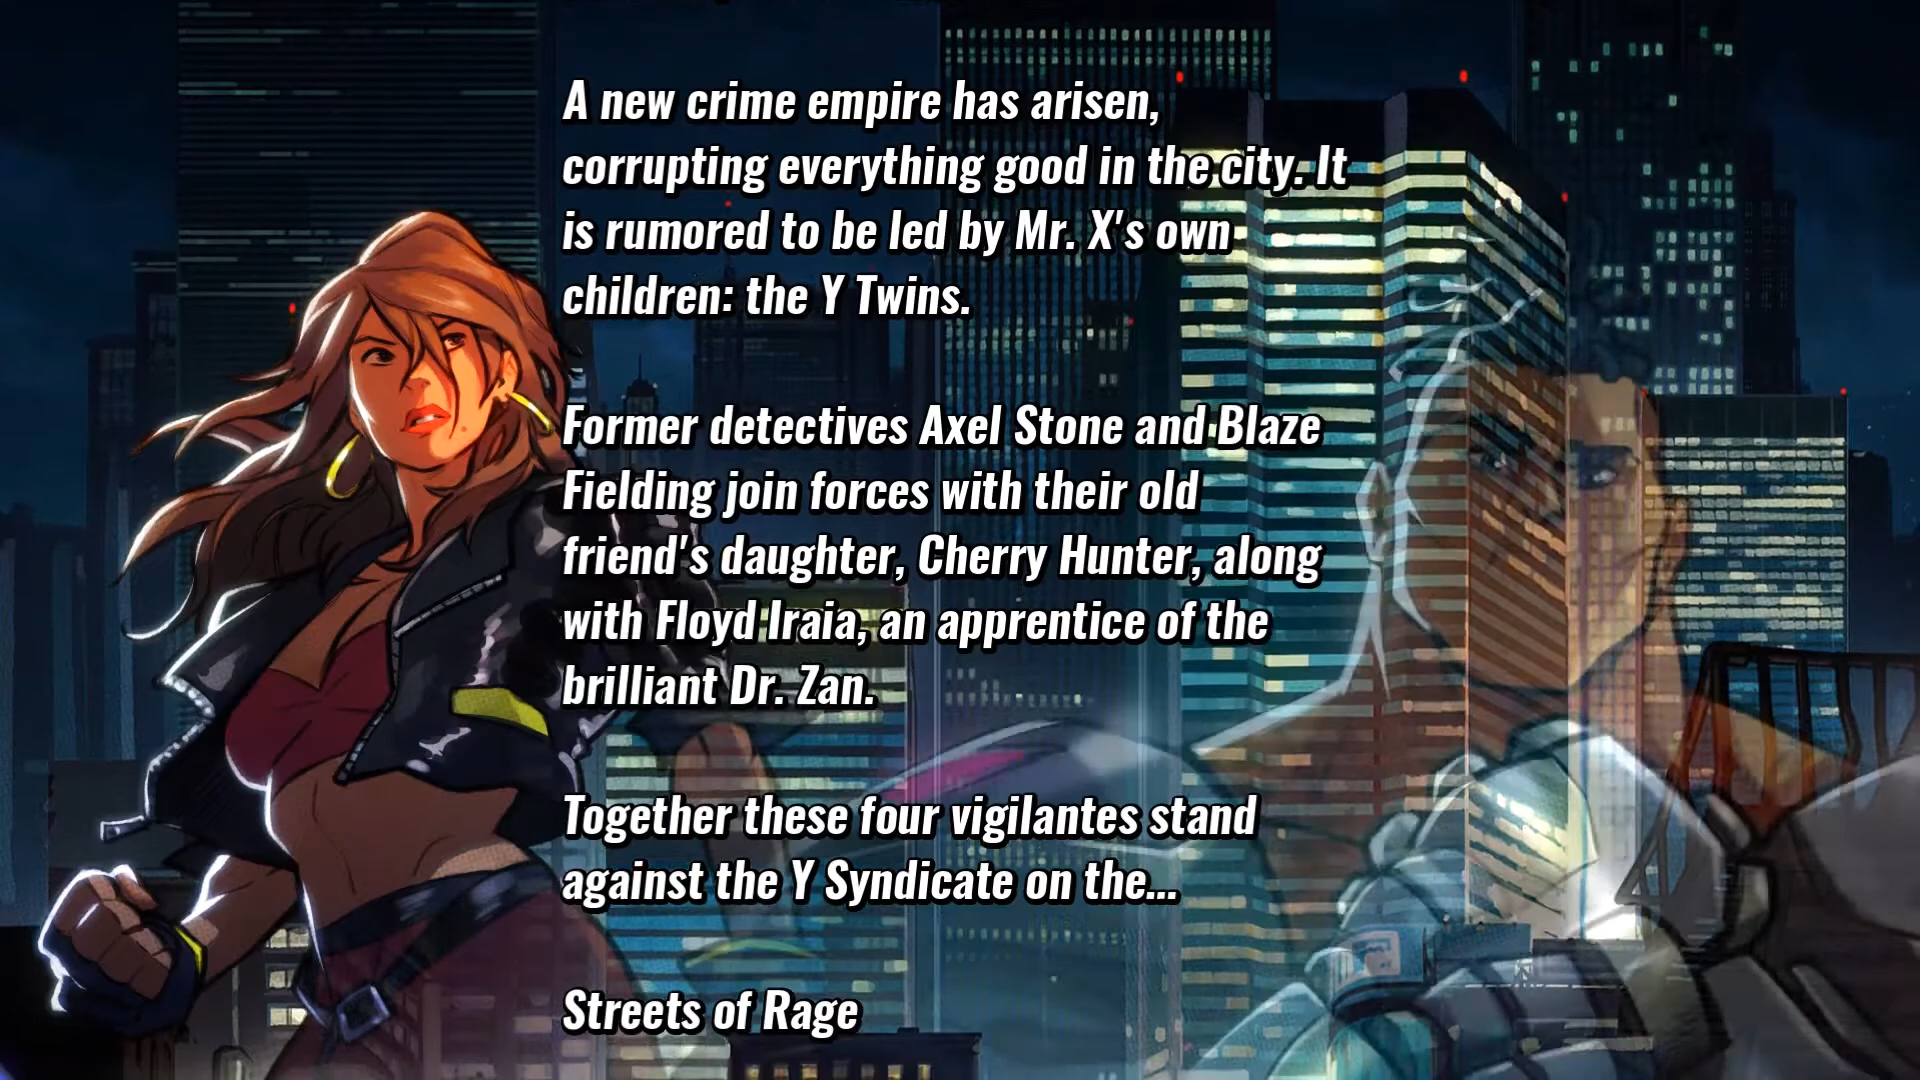 A new crime empire has arisen,
corrupting everything good in the city. It
is rumored to be led by Mr. X's own
children: the Y Twins.
Former detectives Axel Stone and Blaze
Fielding join forces with their old
friend's daughter, Cherry Hunter, along
with Floyd Iraia, an apprentice of the
brilliant Dr. Zan.
Together these four vigilantes stand
against the Y Syndicate on the...
Streets of Rage